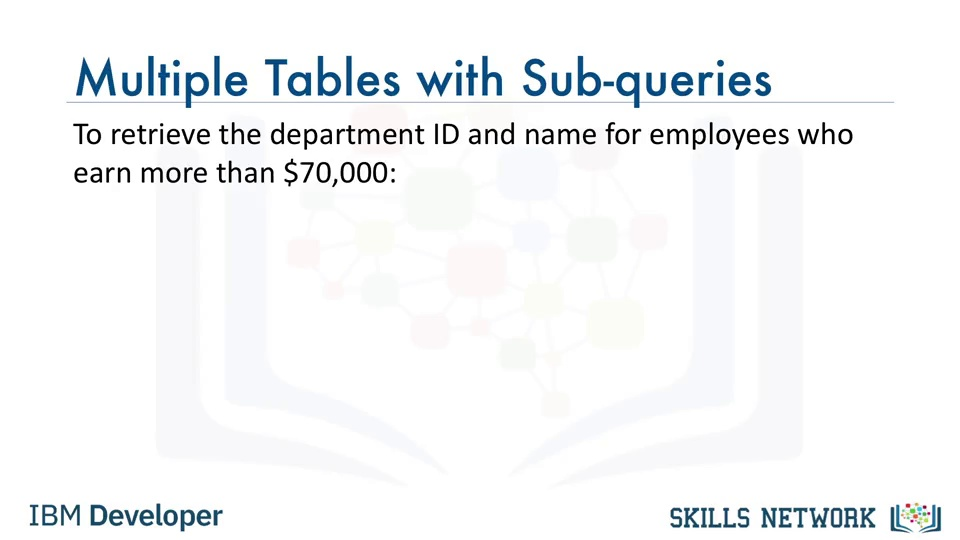 Multiple Tables with Sub-queries
To retrieve the department ID and name for employees who
earn more than $70,000:
IBM Developer
SKILLS NETWORK